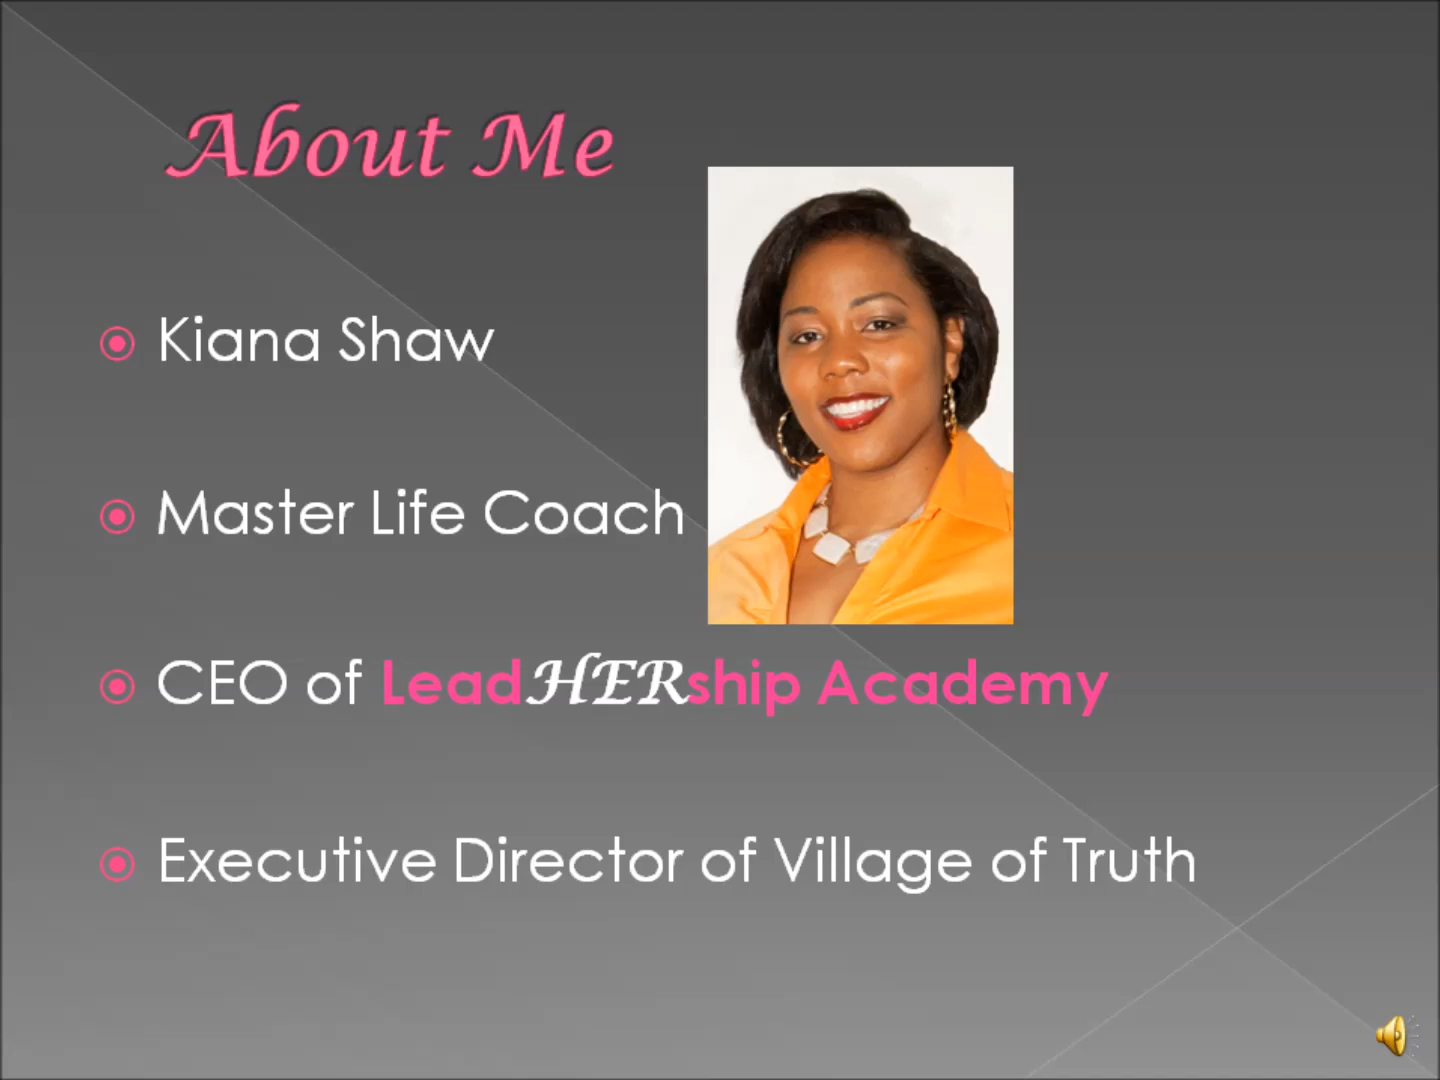 About Me
Kiana Shaw
Master Life Coach
CEO of LeadHERship Academy
Executive Director of Village of Truth